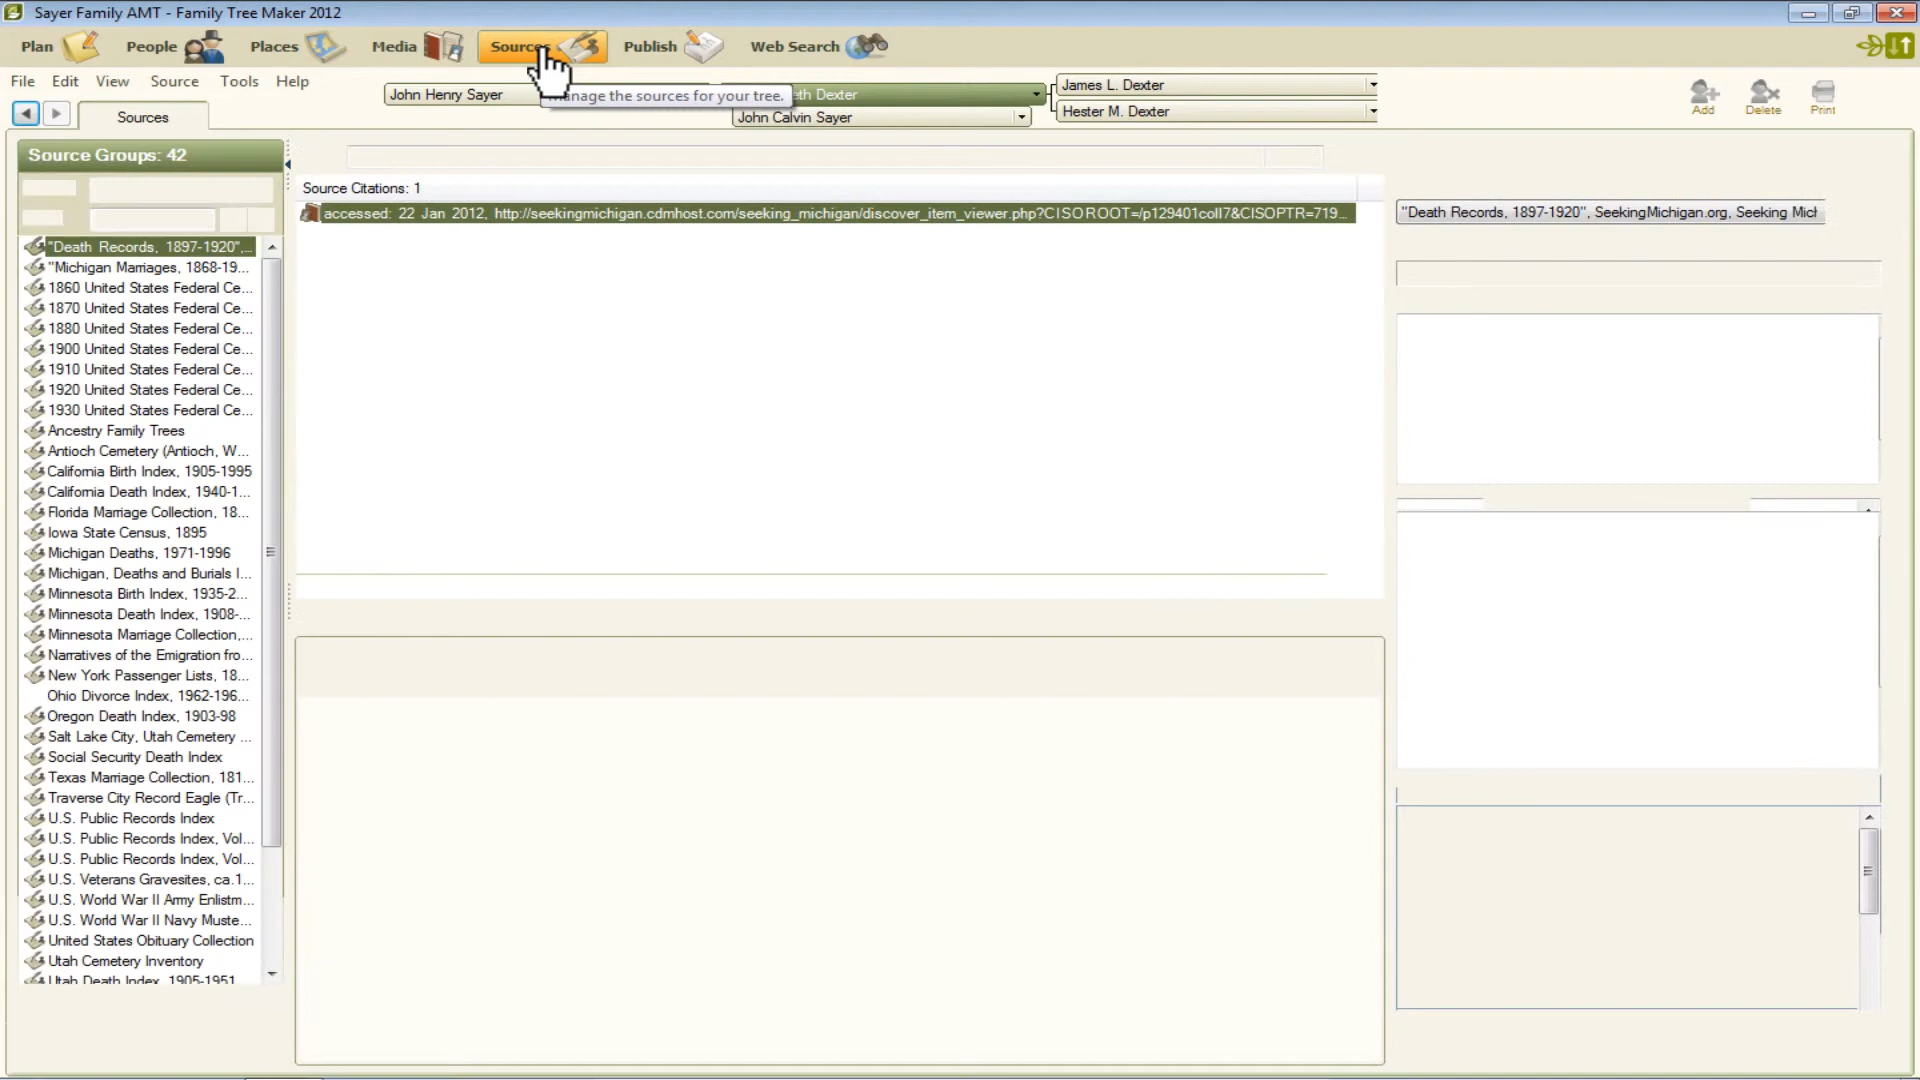 Sayer Family AMT - Family Tree Maker 2012
Plan People Places Media Sources Publish Web Search
File Edit View Source Tools Help
John Henry Sayer
Manage the sources for your tree.
eth Dexter
John Calvin Sayer
James L. Dexter
Hester M. Dexter
Add Delete Print
Sources
Source Groups: 42
"Death Records, 1897-1920",...
"Michigan Marriages, 1868-19...
1860 United States Federal Ce...
1870 United States Federal Ce...
1880 United States Federal Ce...
1900 United States Federal Ce...
1910 United States Federal Ce...
1920 United States Federal Ce...
1930 United States Federal Ce...
Ancestry Family Trees
Antioch Cemetery (Antioch, W...
California Birth Index, 1905-1995
California Death Index, 1940-1...
Florida Marriage Collection, 18...
Iowa State Census, 1895
Michigan Deaths, 1971-1996
Michigan, Deaths and Burials I...
Minnesota Birth Index, 1935-2...
Minnesota Death Index, 1908-...
Minnesota Marriage Collection,...
Narratives of the Emigration fro...
New York Passenger Lists, 18...
Ohio Divorce Index, 1962-196...
Oregon Death Index, 1903-98
Salt Lake City, Utah Cemetery ...
Social Security Death Index
Texas Marriage Collection, 181...
Traverse City Record Eagle (Tr...
U.S. Public Records Index
U.S. Public Records Index, Vol...
U.S. Public Records Index, Vol...
U.S. Veterans Gravesites, ca.1...
U.S. World War II Army Enlistm...
U.S. World War II Navy Muste...
United States Obituary Collection
Utah Cemetery Inventory
Utah Death Index, 1905-1951
Source Citations: 1
accessed: 22 Jan 2012, http://seekingmichigan.cdmhost.com/seeking_michigan/discover_item_viewer.php?CISOROOT=/p129401coll7&CISOPTR=719...
"Death Records, 1897-1920", SeekingMichigan.org, Seeking Mich